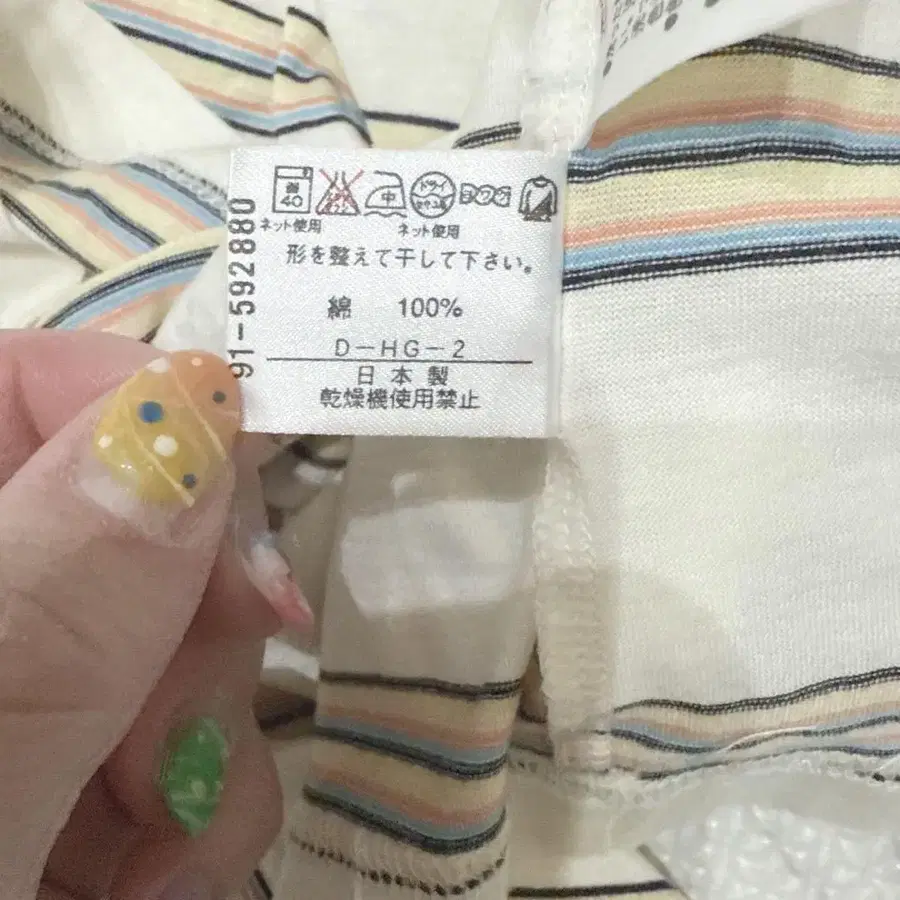 弱
40
中
ドライ
ネット使用
ネット使用
形を整えて干して下さい。
綿 100%
D－HG－2
日本製
乾燥機使用禁止
91-592880